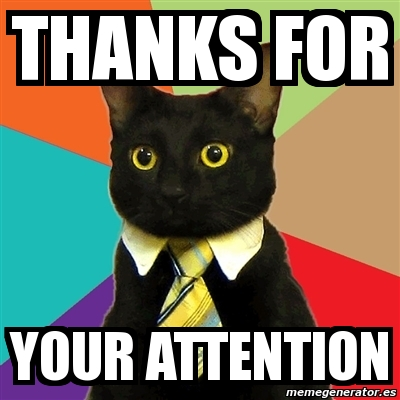 THANKS FOR
YOUR ATTENTION
memegenerator.es